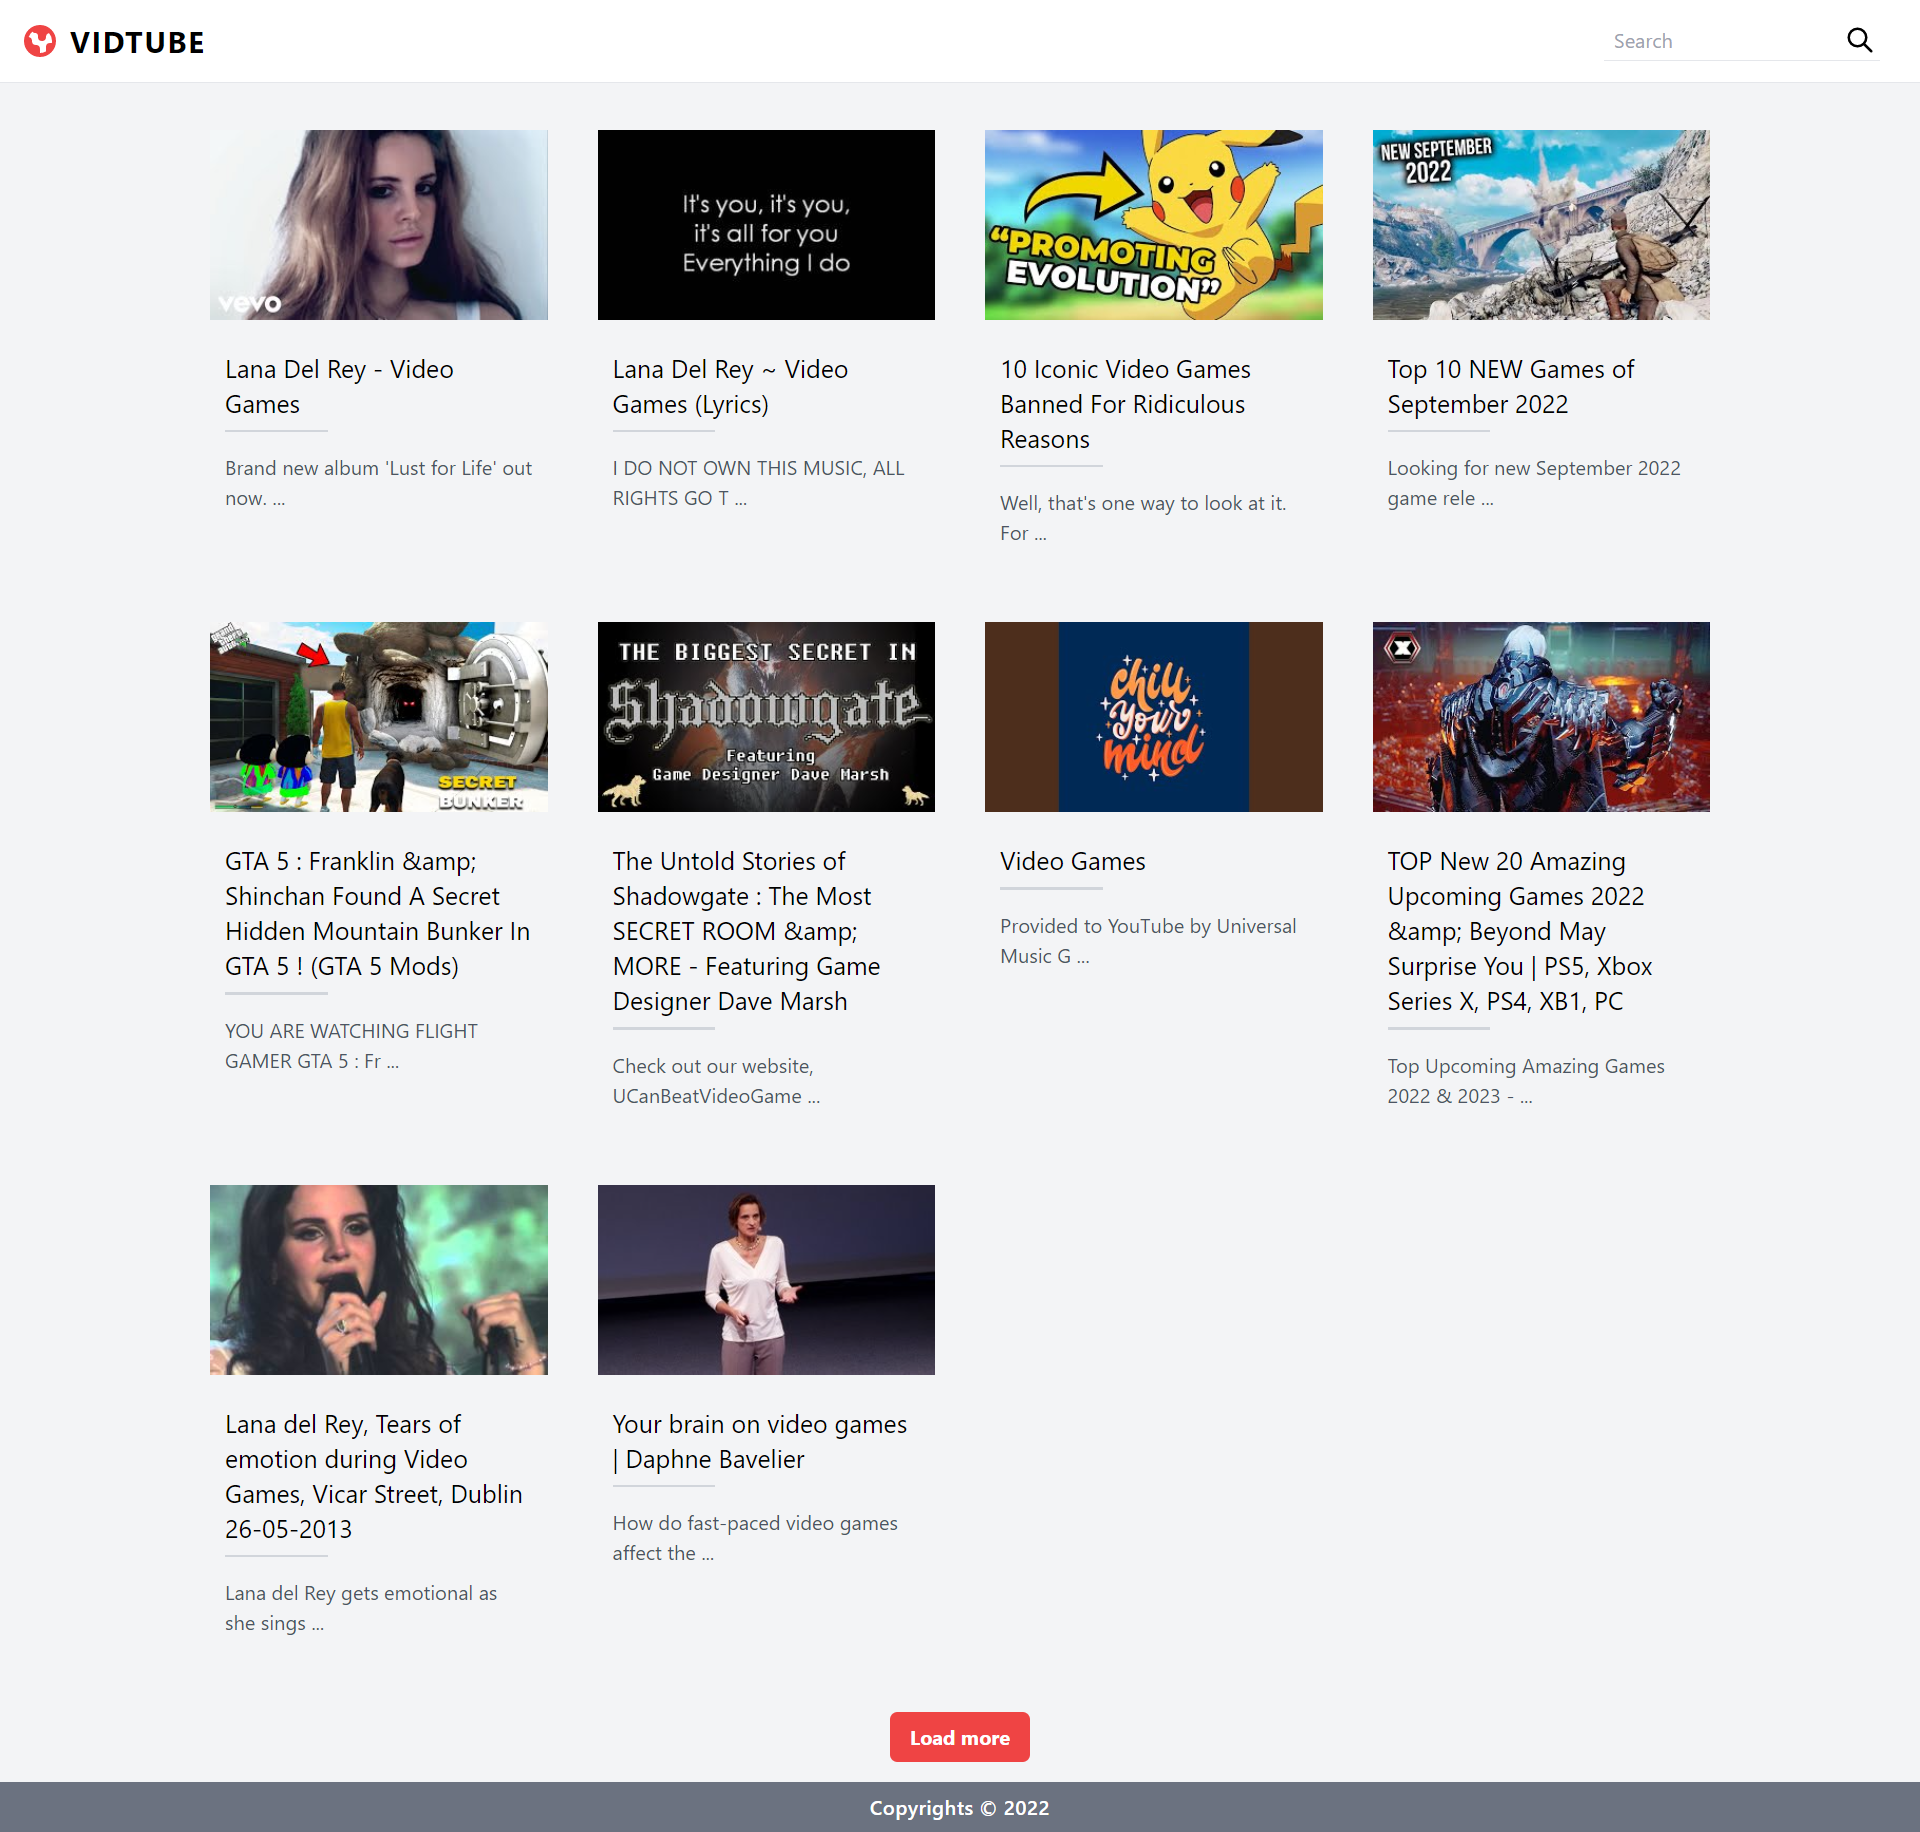 VIDTUBE
Search
vevo
It's you, it's you,
it's all for you
Everything I do
"PROMOTING
EVOLUTION"
NEW SEPTEMBER
2022
Lana Del Rey - Video
Games
Brand new album 'Lust for Life' out
now. ...
Lana Del Rey ~ Video
Games (Lyrics)
I DO NOT OWN THIS MUSIC, ALL
RIGHTS GO T ...
10 Iconic Video Games
Banned For Ridiculous
Reasons
Well, that's one way to look at it.
For ...
Top 10 NEW Games of
September 2022
Looking for new September 2022
game rele ...
SECRET
BUNKER
THE BIGGEST SECRET IN
Shadowgate
Featuring
Game Designer Dave Marsh
chill
your
mind
X
GTA 5 : Franklin &amp;
Shinchan Found A Secret
Hidden Mountain Bunker In
GTA 5 ! (GTA 5 Mods)
YOU ARE WATCHING FLIGHT
GAMER GTA 5 : Fr ...
The Untold Stories of
Shadowgate : The Most
SECRET ROOM &amp;
MORE - Featuring Game
Designer Dave Marsh
Check out our website,
UCanBeatVideoGame ...
Video Games
Provided to YouTube by Universal
Music G ...
TOP New 20 Amazing
Upcoming Games 2022
&amp; Beyond May
Surprise You | PS5, Xbox
Series X, PS4, XB1, PC
Top Upcoming Amazing Games
2022 & 2023 - ...
Lana del Rey, Tears of
emotion during Video
Games, Vicar Street, Dublin
26-05-2013
Lana del Rey gets emotional as
she sings ...
Your brain on video games
| Daphne Bavelier
How do fast-paced video games
affect the ...
Load more
Copyrights © 2022